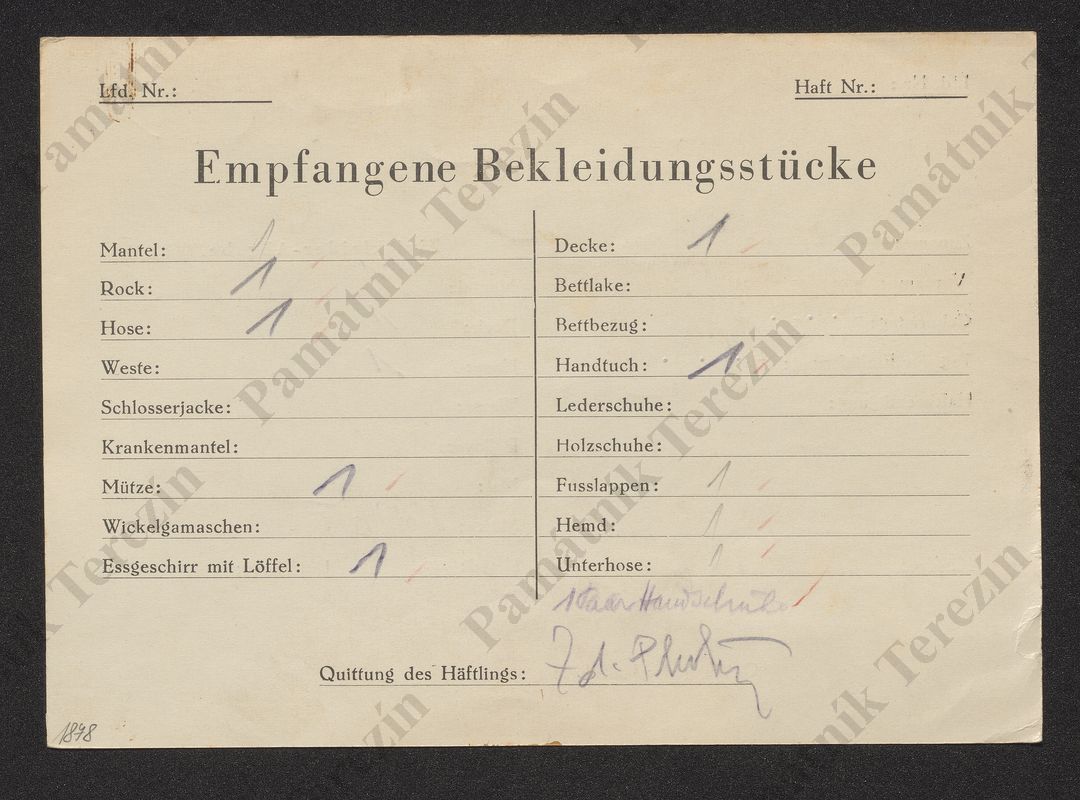 Lfd. Nr.:
Haft Nr.:
Empfangene Bekleidungsstücke
Mantel: 1
Rock: 1
Hose: 1
Weste:
Schlosserjacke:
Krankenmantel:
Mütze: 1
Wickelgamaschen:
Essgeschirr mit Löffel: 1
Decke: 1
Bettlake:
Bettbezug:
Handtuch: 1
Lederschuhe:
Holzschuhe:
Fusslappen: 1
Hemd: 1
Unterhose: 1
1 Paar Handschuhe
Quittung des Häftlings:
1898
Památník Terezín